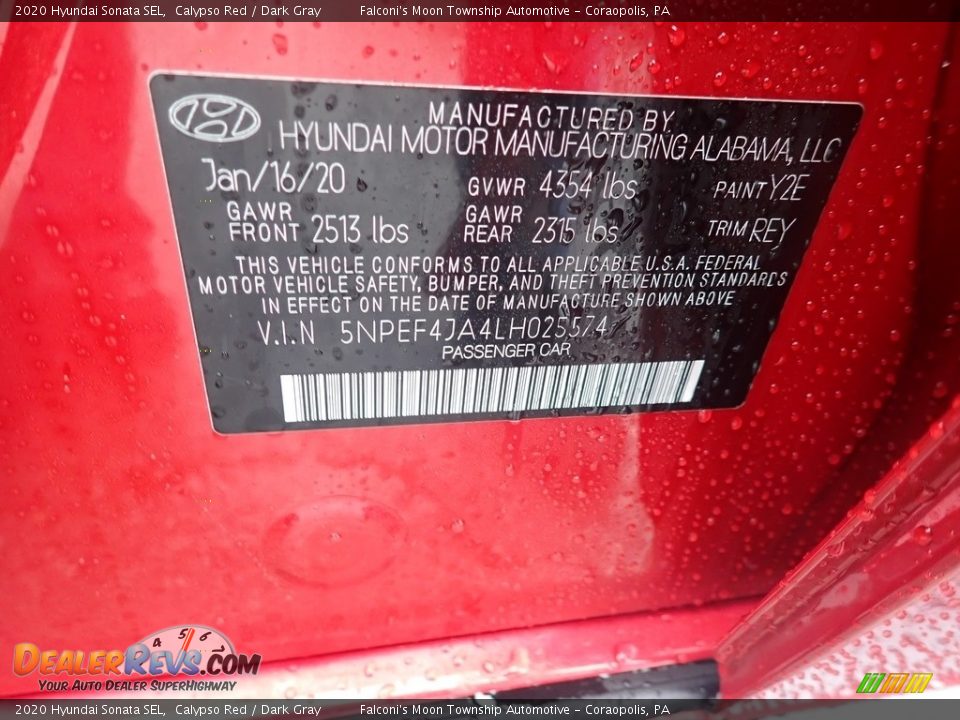 2020 Hyundai Sonata SEL, Calypso Red / Dark Gray Falconi's Moon Township Automotive - Coraopolis, PA
MANUFACTURED BY
HYUNDAI MOTOR MANUFACTURING ALABAMA, LLC
Jan/16/20 GVWR 4354 lbs PAINT Y2E
GAWR FRONT 2513 lbs GAWR REAR 2315 lbs TRIM REY
THIS VEHICLE CONFORMS TO ALL APPLICABLE U.S.A. FEDERAL
MOTOR VEHICLE SAFETY, BUMPER, AND THEFT PREVENTION STANDARDS
IN EFFECT ON THE DATE OF MANUFACTURE SHOWN ABOVE
V.I.N 5NPEF4JA4LH025574
PASSENGER CAR
4 5 6
DEALERREVS.COM
YOUR AUTO DEALER SUPERHIGHWAY
2020 Hyundai Sonata SEL, Calypso Red / Dark Gray Falconi's Moon Township Automotive - Coraopolis, PA